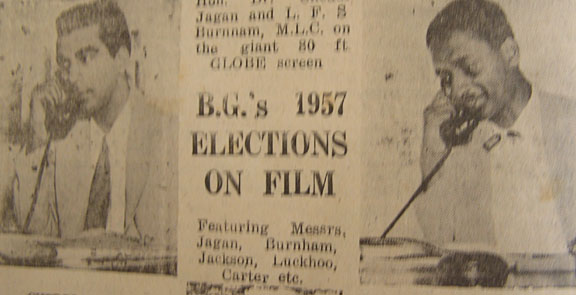 Jagan and L. F. S
Burnham, M.L.C. on
the giant 80 ft
GLOBE screen
B.G.'s 1957
ELECTIONS
ON FILM
Featuring Messrs,
Jagan, Burnham,
Jackson, Luckhoo,
Carter etc.